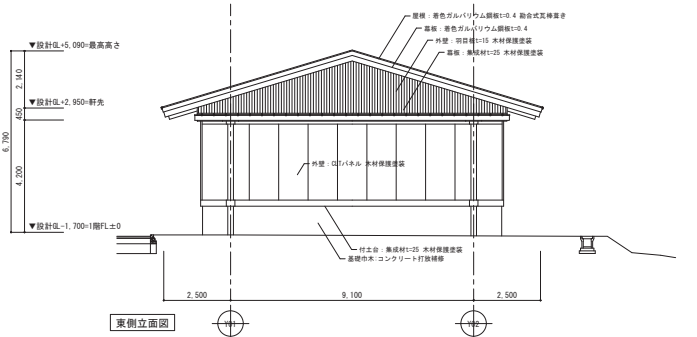 屋根：着色ガルバリウム鋼板t=0.4 勘合式瓦棒葺き
幕板：着色ガルバリウム鋼板t=0.4
外壁：羽目板t=15 木材保護塗装
幕板：集成材t=25 木材保護塗装
▼設計GL+5,090=最高高さ
2,140
▼設計GL+2,950=軒先
450
6,790
4,200
外壁：CLTパネル 木材保護塗装
▼設計GL-1,700=1階FL±0
付土台：集成材t=25 木材保護塗装
基礎巾木:コンクリート打放補修
2,500
9,100
2,500
東側立面図
Y01
Y02